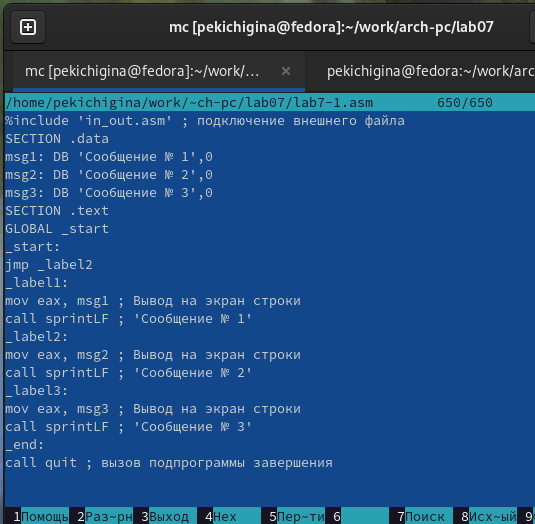 mc [pekichigina@fedora]:~/work/arch-pc/lab07
mc [pekichigina@fedora]:~/work/... × pekichigina@fedora:~/work/arc
/home/pekichigina/work/~ch-pc/lab07/lab7-1.asm 650/650
%include 'in_out.asm' ; подключение внешнего файла
SECTION .data
msg1: DB 'Сообщение № 1',0
msg2: DB 'Сообщение № 2',0
msg3: DB 'Сообщение № 3',0
SECTION .text
GLOBAL _start
_start:
jmp _label2
_label1:
mov eax, msg1 ; Вывод на экран строки
call sprintLF ; 'Сообщение № 1'
_label2:
mov eax, msg2 ; Вывод на экран строки
call sprintLF ; 'Сообщение № 2'
_label3:
mov eax, msg3 ; Вывод на экран строки
call sprintLF ; 'Сообщение № 3'
_end:
call quit ; вызов подпрограммы завершения
1Помощь 2Раз~рн 3Выход 4Hex 5Пер~ти 6 7Поиск 8Исх~ый 9